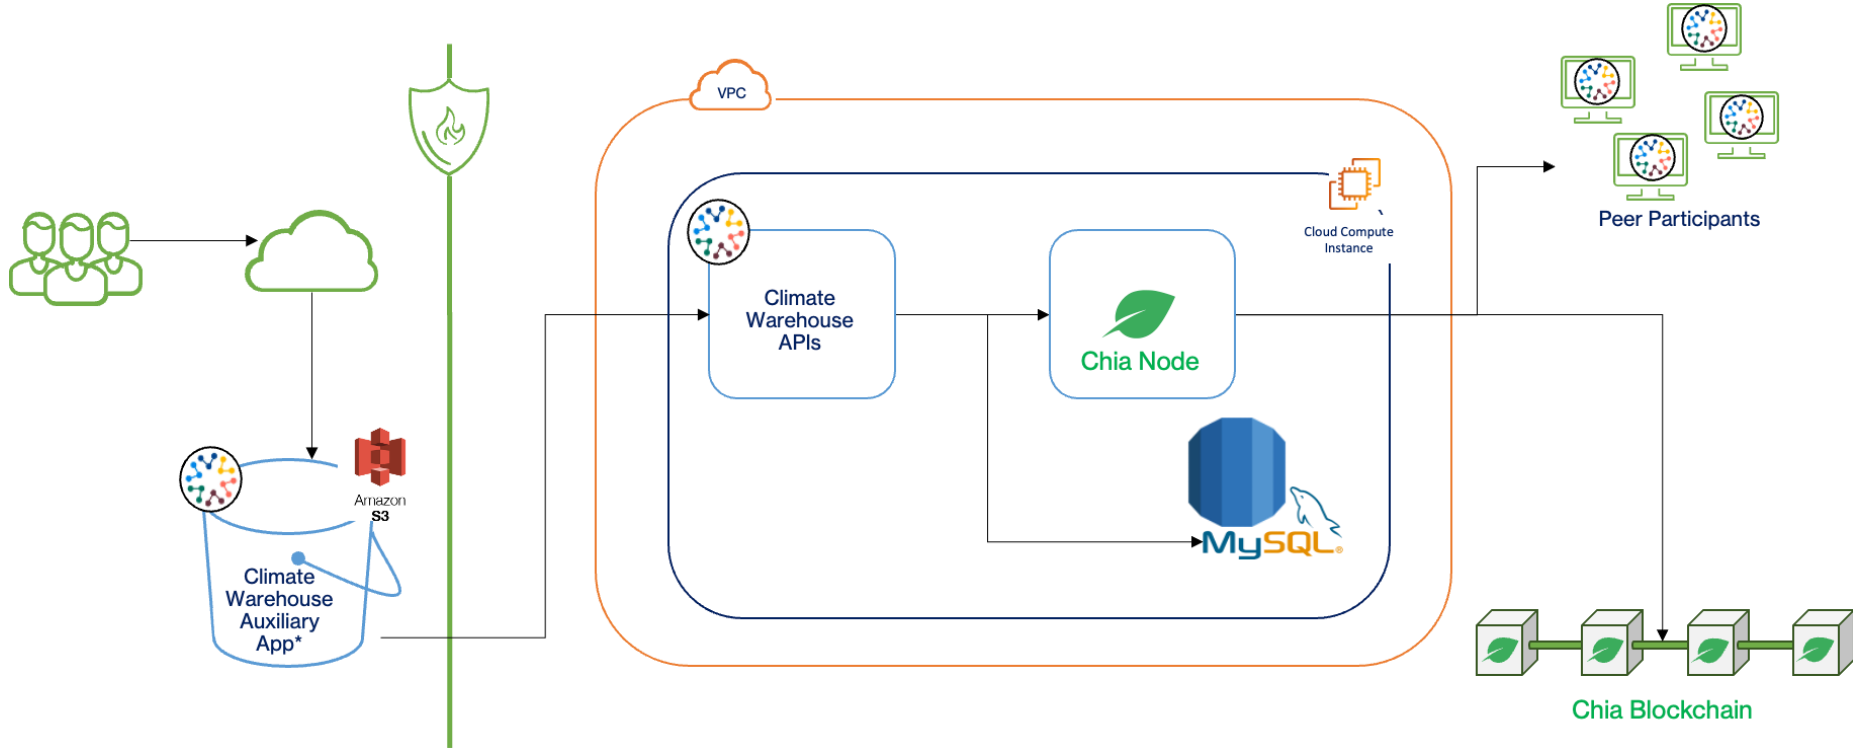 VPC
Cloud Compute
Instance
Peer Participants
Climate
Warehouse
APIs
Chia Node
Amazon
S3
MySQL®
Climate
Warehouse
Auxiliary
App*
Chia Blockchain